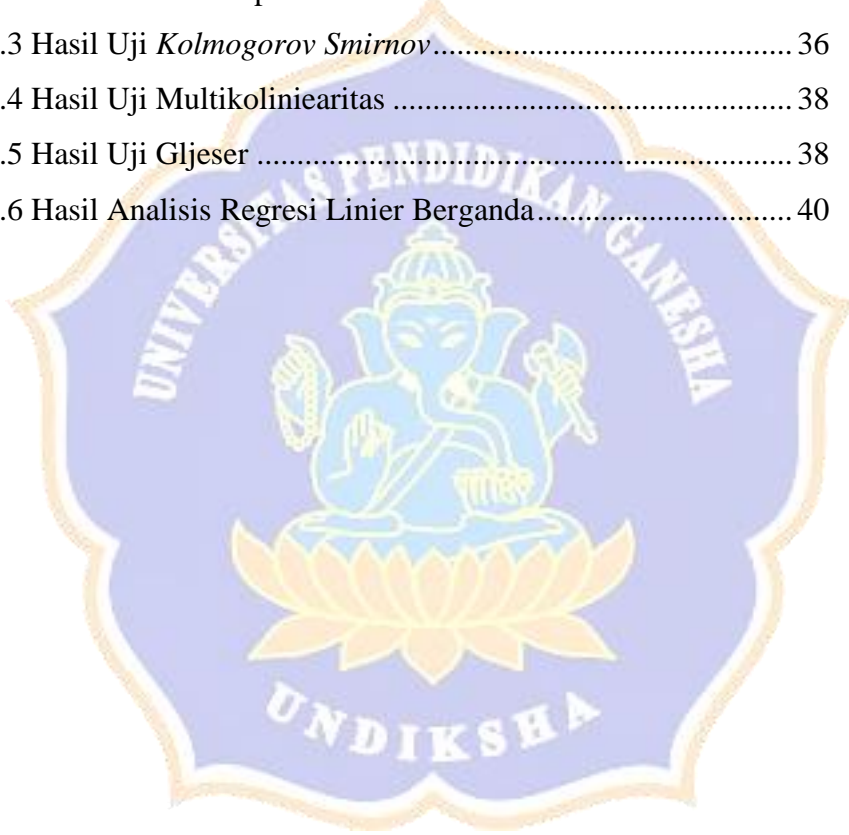 .3 Hasil Uji Kolmogorov Smirnov........................................... 36
.4 Hasil Uji Multikoliniearitas ................................................ 38
.5 Hasil Uji Gljeser ................................................................. 38
.6 Hasil Analisis Regresi Linier Berganda............................... 40
UNIVERSITAS PENDIDIKAN GANESHA
UNDIKSHA